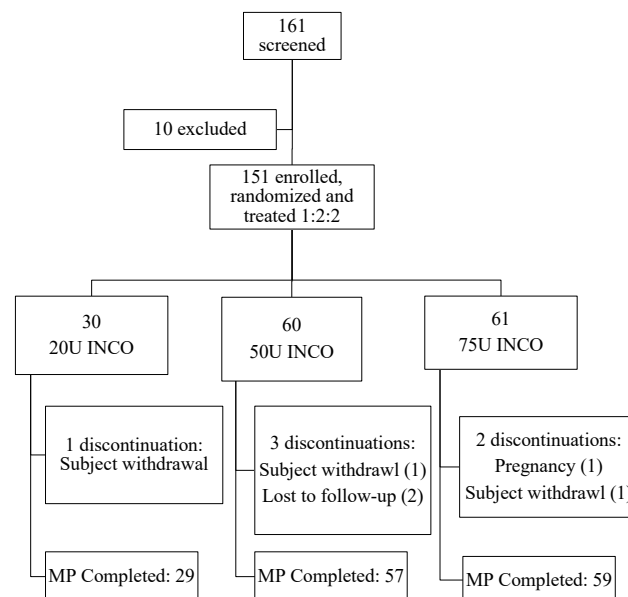 161
screened
10 excluded
151 enrolled,
randomized and
treated 1:2:2
30
20U INCO
60
50U INCO
61
75U INCO
1 discontinuation:
Subject withdrawal
3 discontinuations:
Subject withdrawl (1)
Lost to follow-up (2)
2 discontinuations:
Pregnancy (1)
Subject withdrawl (1)
MP Completed: 29
MP Completed: 57
MP Completed: 59